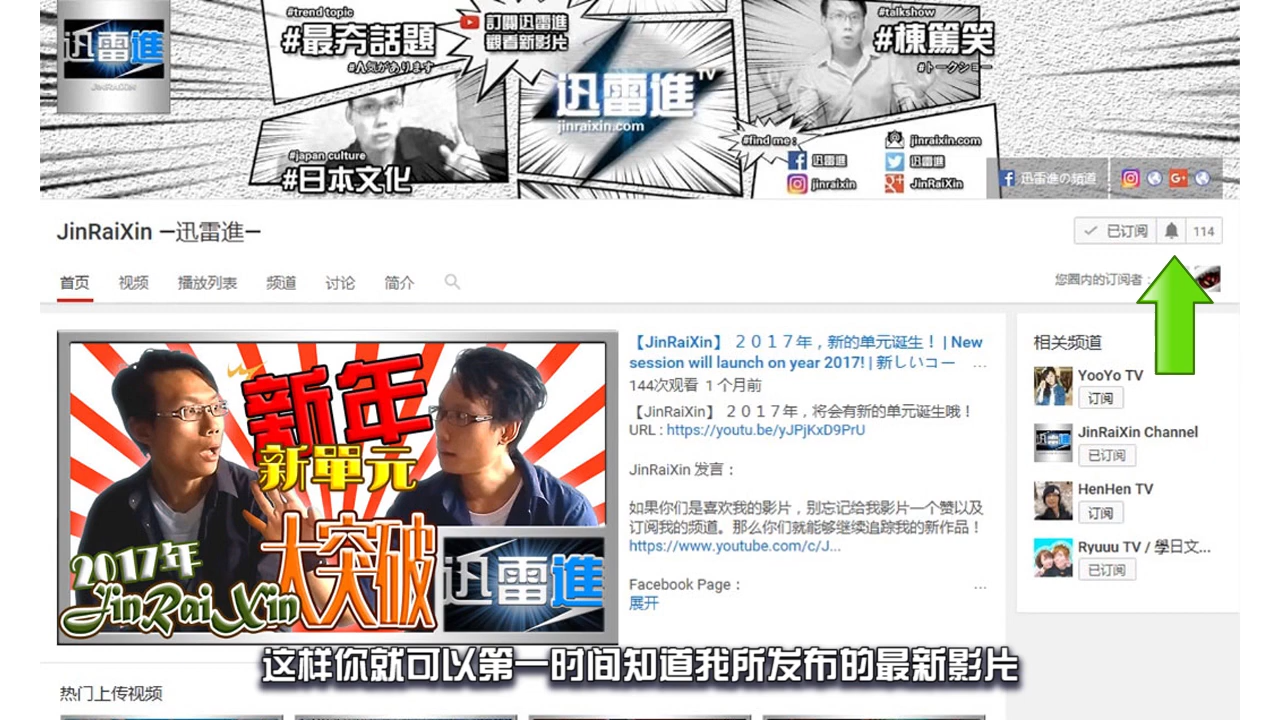 迅雷進
JinRaiXin
#trend topic
#最夯話題
#人気があります
訂閱迅雷進
觀看新影片
迅雷進TV
jinraixin.com
#talkshow
#棟篤笑
#トークショー
#japan culture
#日本文化
#find me :
迅雷進
jinraixin
jinraixin.com
迅雷進
JinRaiXin
迅雷進の頻道
JinRaiXin —迅雷進—
已订阅 114
首页 视频 播放列表 频道 讨论 简介
您圈内的订阅者：
新年
新單元
大突破
2017年
JinRaiXin
迅雷進
【JinRaiXin】 ２０１７年，新的单元诞生！ | New
session will launch on year 2017! | 新しいコー ...
144次观看 1 个月前
【JinRaiXin】 ２０１７年，将会有新的单元诞生哦！
URL : https://youtu.be/yJPjKxD9PrU
JinRaiXin 发言：
如果你们是喜欢我的影片，别忘记给我影片一个赞以及
订阅我的频道。那么你们就能够继续追踪我的新作品！
https://www.youtube.com/c/J...
Facebook Page： ...
展开
相关频道
YooYo TV
订阅
JinRaiXin Channel
已订阅
HenHen TV
订阅
Ryuuu TV / 學日文...
已订阅
这样你就可以第一时间知道我所发布的最新影片
热门上传视频